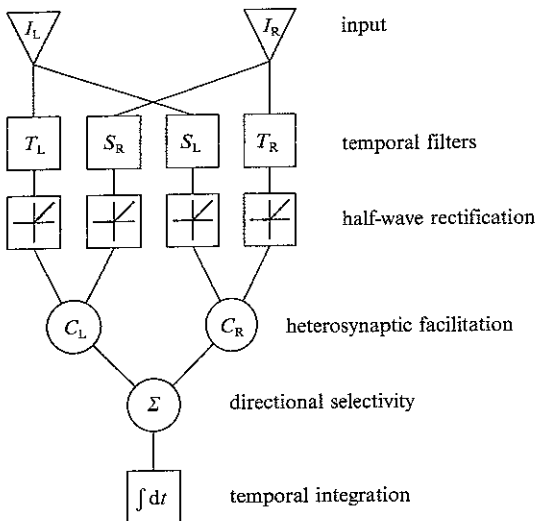 I_L I_R input
T_L S_R S_L T_R temporal filters
half-wave rectification
C_L C_R heterosynaptic facilitation
Σ directional selectivity
∫ dt temporal integration